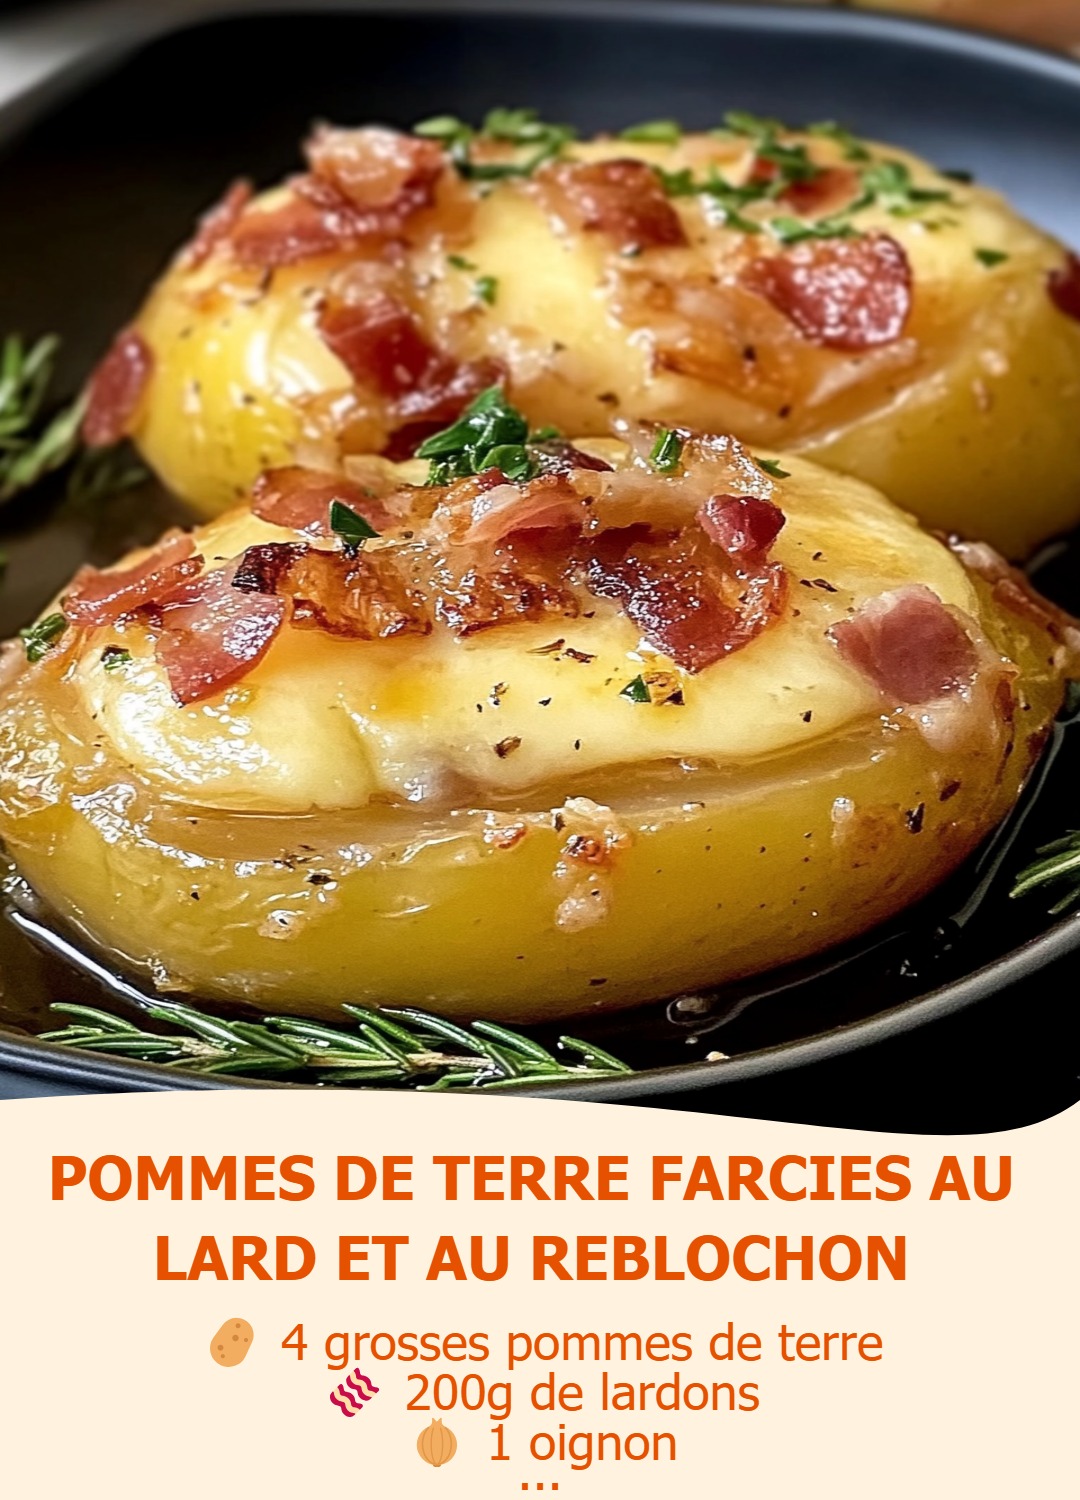 POMMES DE TERRE FARCIES AU
LARD ET AU REBLOCHON
🥔 4 grosses pommes de terre
🥓 200g de lardons
🧅 1 oignon
...